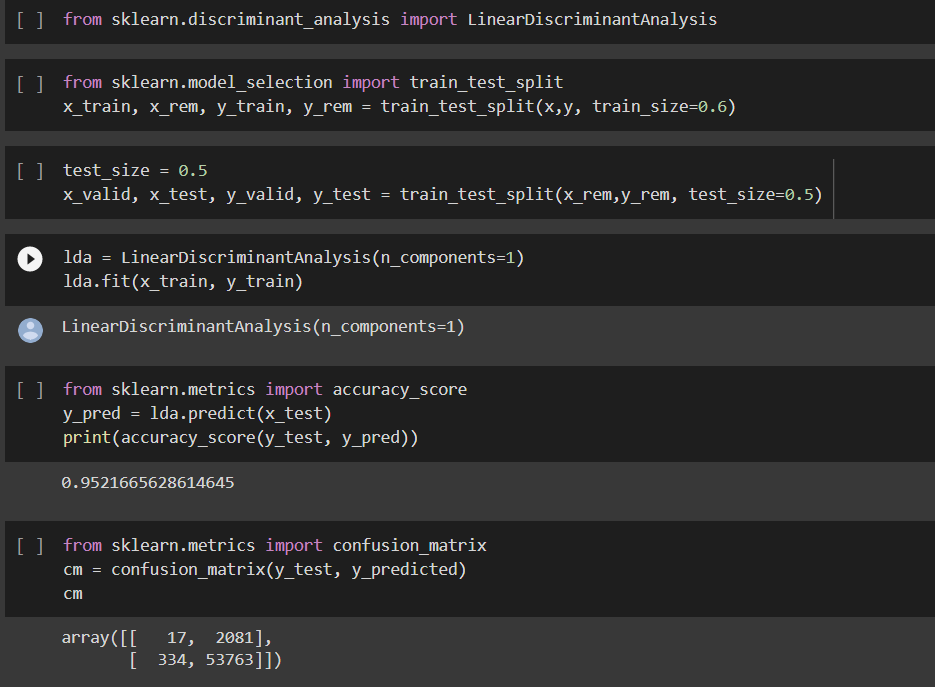 [ ] from sklearn.discriminant_analysis import LinearDiscriminantAnalysis
[ ] from sklearn.model_selection import train_test_split
x_train, x_rem, y_train, y_rem = train_test_split(x,y, train_size=0.6)
[ ] test_size = 0.5
x_valid, x_test, y_valid, y_test = train_test_split(x_rem,y_rem, test_size=0.5)
lda = LinearDiscriminantAnalysis(n_components=1)
lda.fit(x_train, y_train)
LinearDiscriminantAnalysis(n_components=1)
[ ] from sklearn.metrics import accuracy_score
y_pred = lda.predict(x_test)
print(accuracy_score(y_test, y_pred))
0.9521665628614645
[ ] from sklearn.metrics import confusion_matrix
cm = confusion_matrix(y_test, y_predicted)
cm
array([[   17,  2081],
       [  334, 53763]])